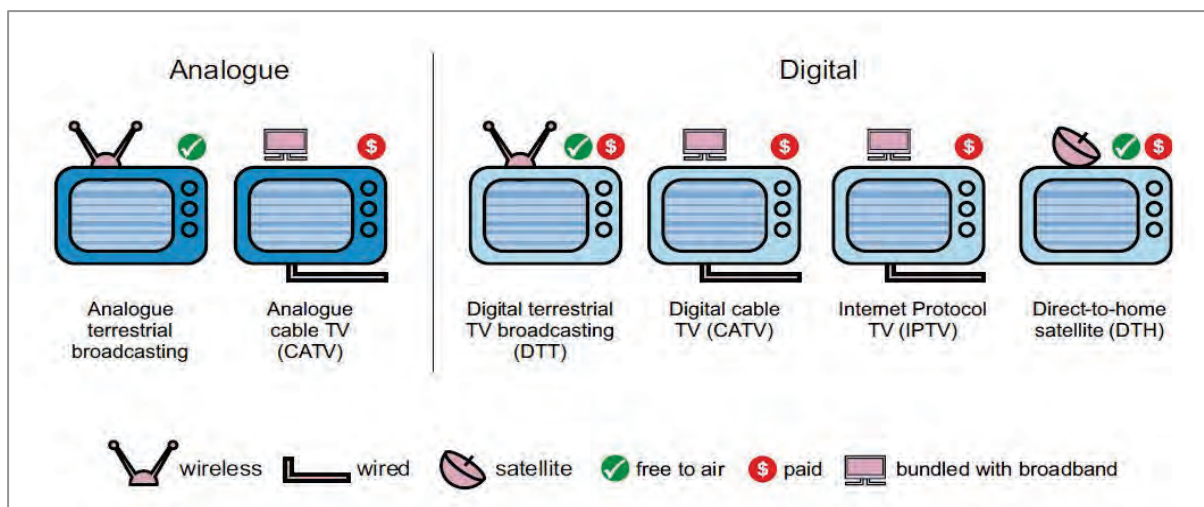 Analogue
Digital
$
$
$
$
$
Analogue
terrestrial
broadcasting
Analogue
cable TV
(CATV)
Digital terrestrial
TV broadcasting
(DTT)
Digital cable
TV (CATV)
Internet Protocol
TV (IPTV)
Direct-to-home
satellite (DTH)
wireless
wired
satellite
free to air
$ paid
bundled with broadband